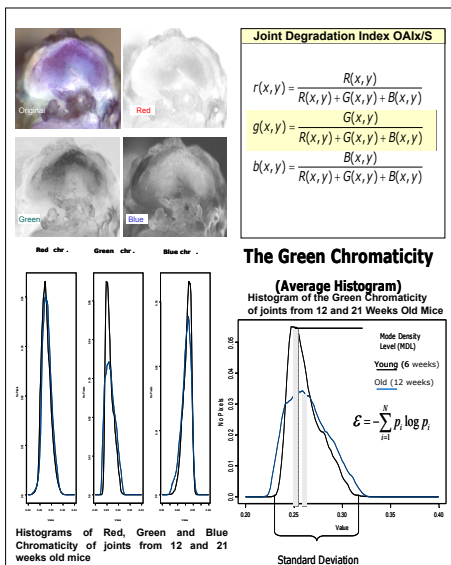 Original
Red
Green
Blue
Joint Degradation Index OAIx/S
r(x,y) = R(x,y) / R(x,y)+G(x,y)+B(x,y)
g(x,y) = G(x,y) / R(x,y)+G(x,y)+B(x,y)
b(x,y) = B(x,y) / R(x,y)+G(x,y)+B(x,y)
Red chr.
Green chr.
Blue chr.
Value
Value
Value
Histograms of Red, Green and Blue
Chromaticity of joints from 12 and 21
weeks old mice
The Green Chromaticity
(Average Histogram)
Histogram of the Green Chromaticity
of joints from 12 and 21 Weeks Old Mice
Mode Density
Level (MDL)
Young (6 weeks)
Old (12 weeks)
ε = −∑ i=1 N p i log p i
No Pixels
0.05
0.04
0.03
0.02
0.01
0.0
0.20 0.25 0.30 0.35 0.40
Value
Standard Deviation